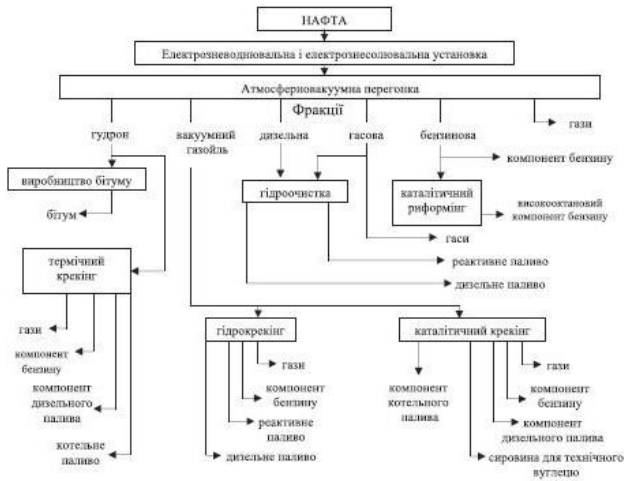 НАФТА
Електрозневоднювальна і електрознесолювальна установка
Атмосферновакуумна перегонка
Фракції
гудрон
вакуумний
газойль
дизельна
гасова
бензинова
гази
виробництво бітуму
бітум
гідроочистка
каталітичний
риформінг
компонент бензину
високооктановий
компонент бензину
гаси
реактивне паливо
дизельне паливо
термічний
крекінг
гази
компонент
бензину
компонент
дизельного
палива
котельне
паливо
гідрокрекінг
гази
компонент
бензину
реактивне
паливо
дизельне паливо
каталітичний крекінг
компонент
котельного
палива
гази
компонент
бензину
компонент
дизельного палива
сировина для технічного
вуглецю